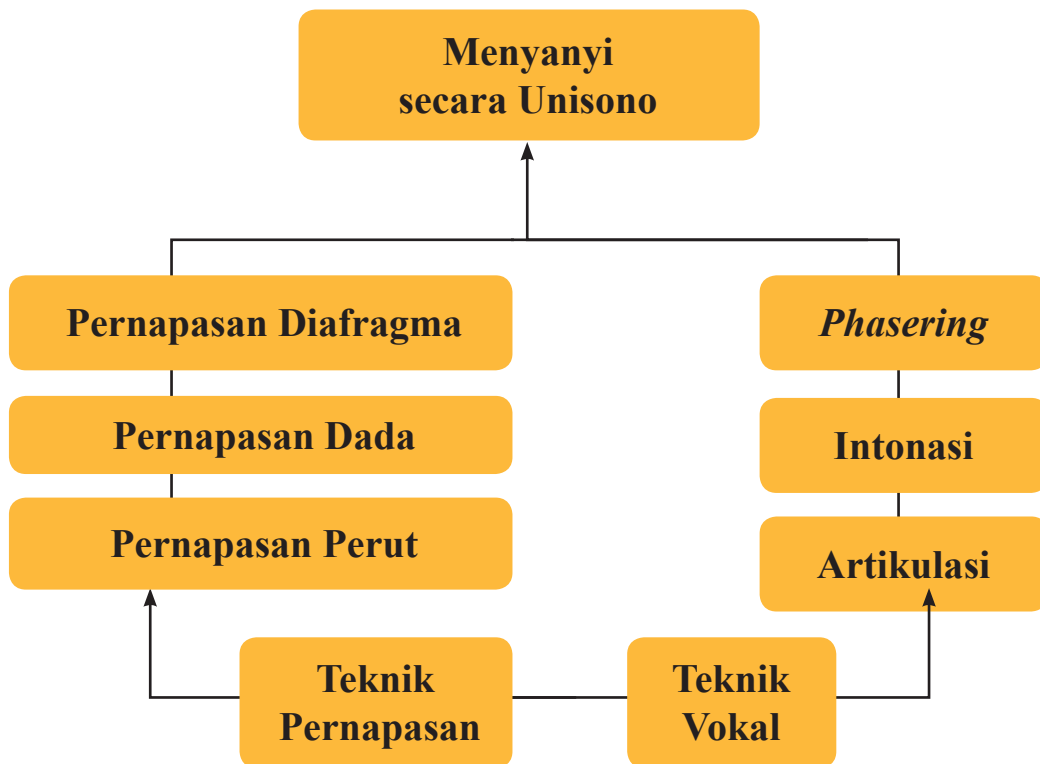 Menyanyi
secara Unisono
Pernapasan Diafragma
Phasering
Pernapasan Dada
Intonasi
Pernapasan Perut
Artikulasi
Teknik
Pernapasan
Teknik
Vokal